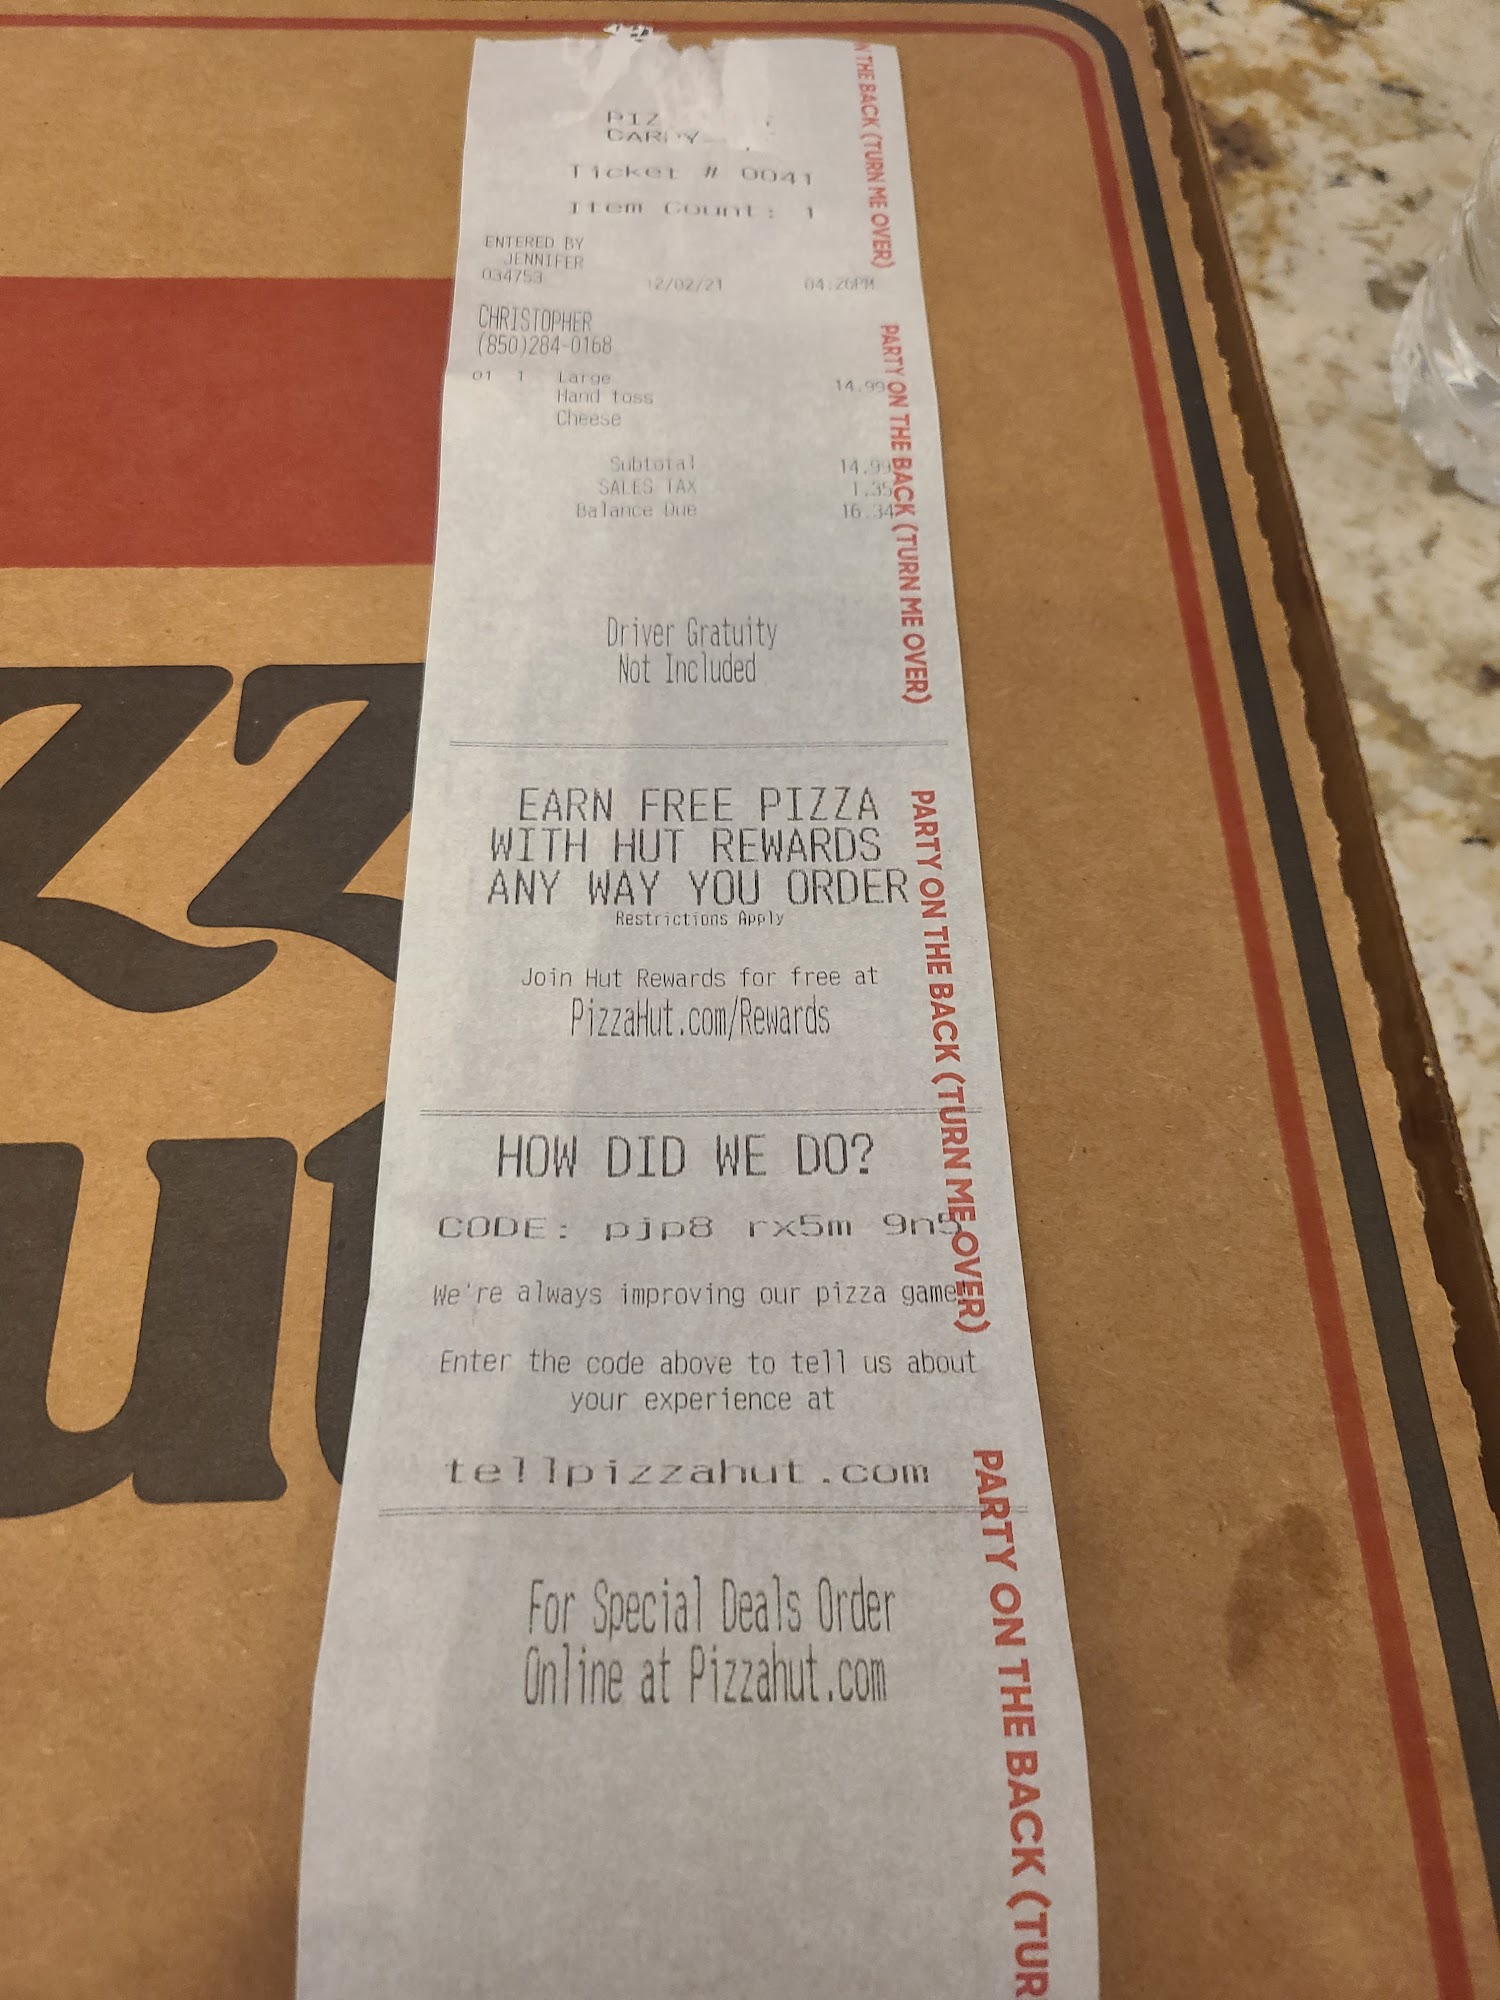 Ticket # 0041
Item Count: 1
ENTERED BY
JENNIFER
034753 12/02/21 04:26PM
CHRISTOPHER
(850)284-0168
01 1 Large 14.99
Hand toss
Cheese
Subtotal 14.99
SALES TAX 1.35
Balance Due 16.34
Driver Gratuity
Not Included
EARN FREE PIZZA
WITH HUT REWARDS
ANY WAY YOU ORDER
Restrictions Apply
Join Hut Rewards for free at
PizzaHut.com/Rewards
HOW DID WE DO?
CODE: pjp8 rx5m 9n5
We're always improving our pizza game!
Enter the code above to tell us about
your experience at
tellpizzahut.com
For Special Deals Order
Online at Pizzahut.com
THE BACK (TURN ME OVER)
PARTY ON THE BACK (TURN ME OVER)
PARTY ON THE BACK (TURN ME OVER)
PARTY ON THE BACK (TUR
zz
ut